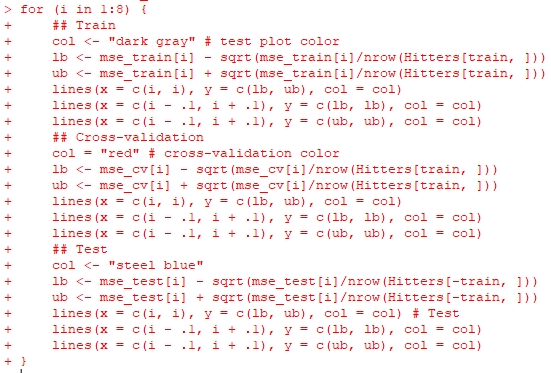 > for (i in 1:8) {
+     ## Train
+     col <- "dark gray" # test plot color
+     lb <- mse_train[i] - sqrt(mse_train[i]/nrow(Hitters[train, ]))
+     ub <- mse_train[i] + sqrt(mse_train[i]/nrow(Hitters[train, ]))
+     lines(x = c(i, i), y = c(lb, ub), col = col)
+     lines(x = c(i - .1, i + .1), y = c(lb, lb), col = col)
+     lines(x = c(i - .1, i + .1), y = c(ub, ub), col = col)
+     ## Cross-validation
+     col = "red" # cross-validation color
+     lb <- mse_cv[i] - sqrt(mse_cv[i]/nrow(Hitters[train, ]))
+     ub <- mse_cv[i] + sqrt(mse_cv[i]/nrow(Hitters[train, ]))
+     lines(x = c(i, i), y = c(lb, ub), col = col)
+     lines(x = c(i - .1, i + .1), y = c(lb, lb), col = col)
+     lines(x = c(i - .1, i + .1), y = c(ub, ub), col = col)
+     ## Test
+     col <- "steel blue"
+     lb <- mse_test[i] - sqrt(mse_test[i]/nrow(Hitters[-train, ]))
+     ub <- mse_test[i] + sqrt(mse_test[i]/nrow(Hitters[-train, ]))
+     lines(x = c(i, i), y = c(lb, ub), col = col) # Test
+     lines(x = c(i - .1, i + .1), y = c(lb, lb), col = col)
+     lines(x = c(i - .1, i + .1), y = c(ub, ub), col = col)
+ }